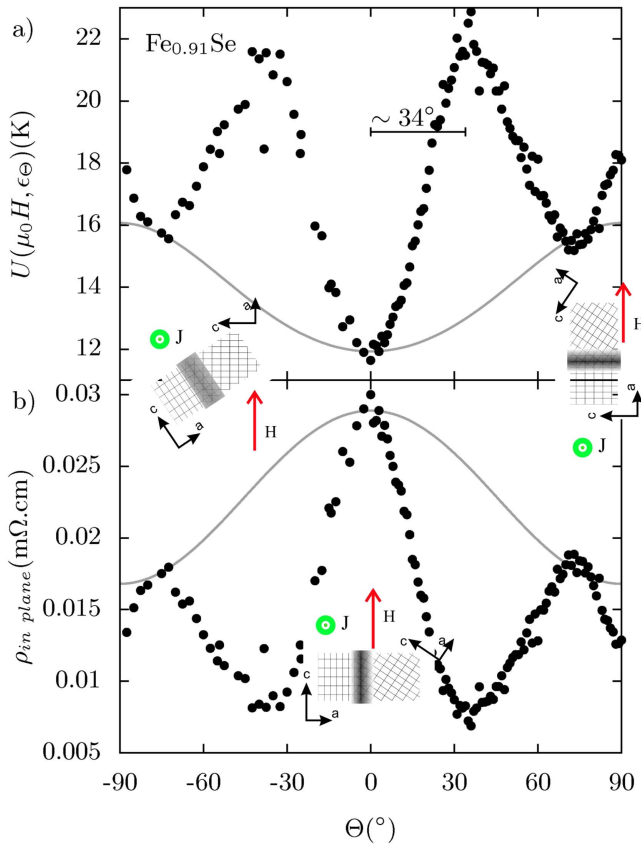 a)
Fe0.91Se
~ 34°
U(μ0H, ϵΘ)(K)
22
20
18
16
14
12
a
c
J
c
a
H
a
c
H
c
a
J
b)
ρin plane(mΩ.cm)
0.03
0.025
0.02
0.015
0.01
0.005
J
H
c
a
c
a
-90
-60
-30
0
30
60
90
Θ(°)